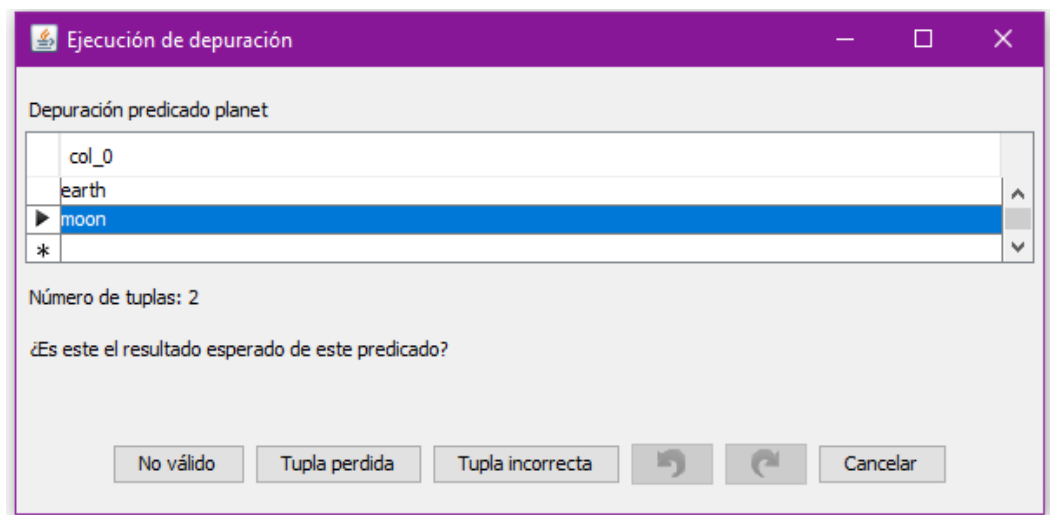 Ejecución de depuración
Depuración predicado planet
col_0
earth
moon
*
Número de tuplas: 2
¿Es este el resultado esperado de este predicado?
No válido Tupla perdida Tupla incorrecta Cancelar